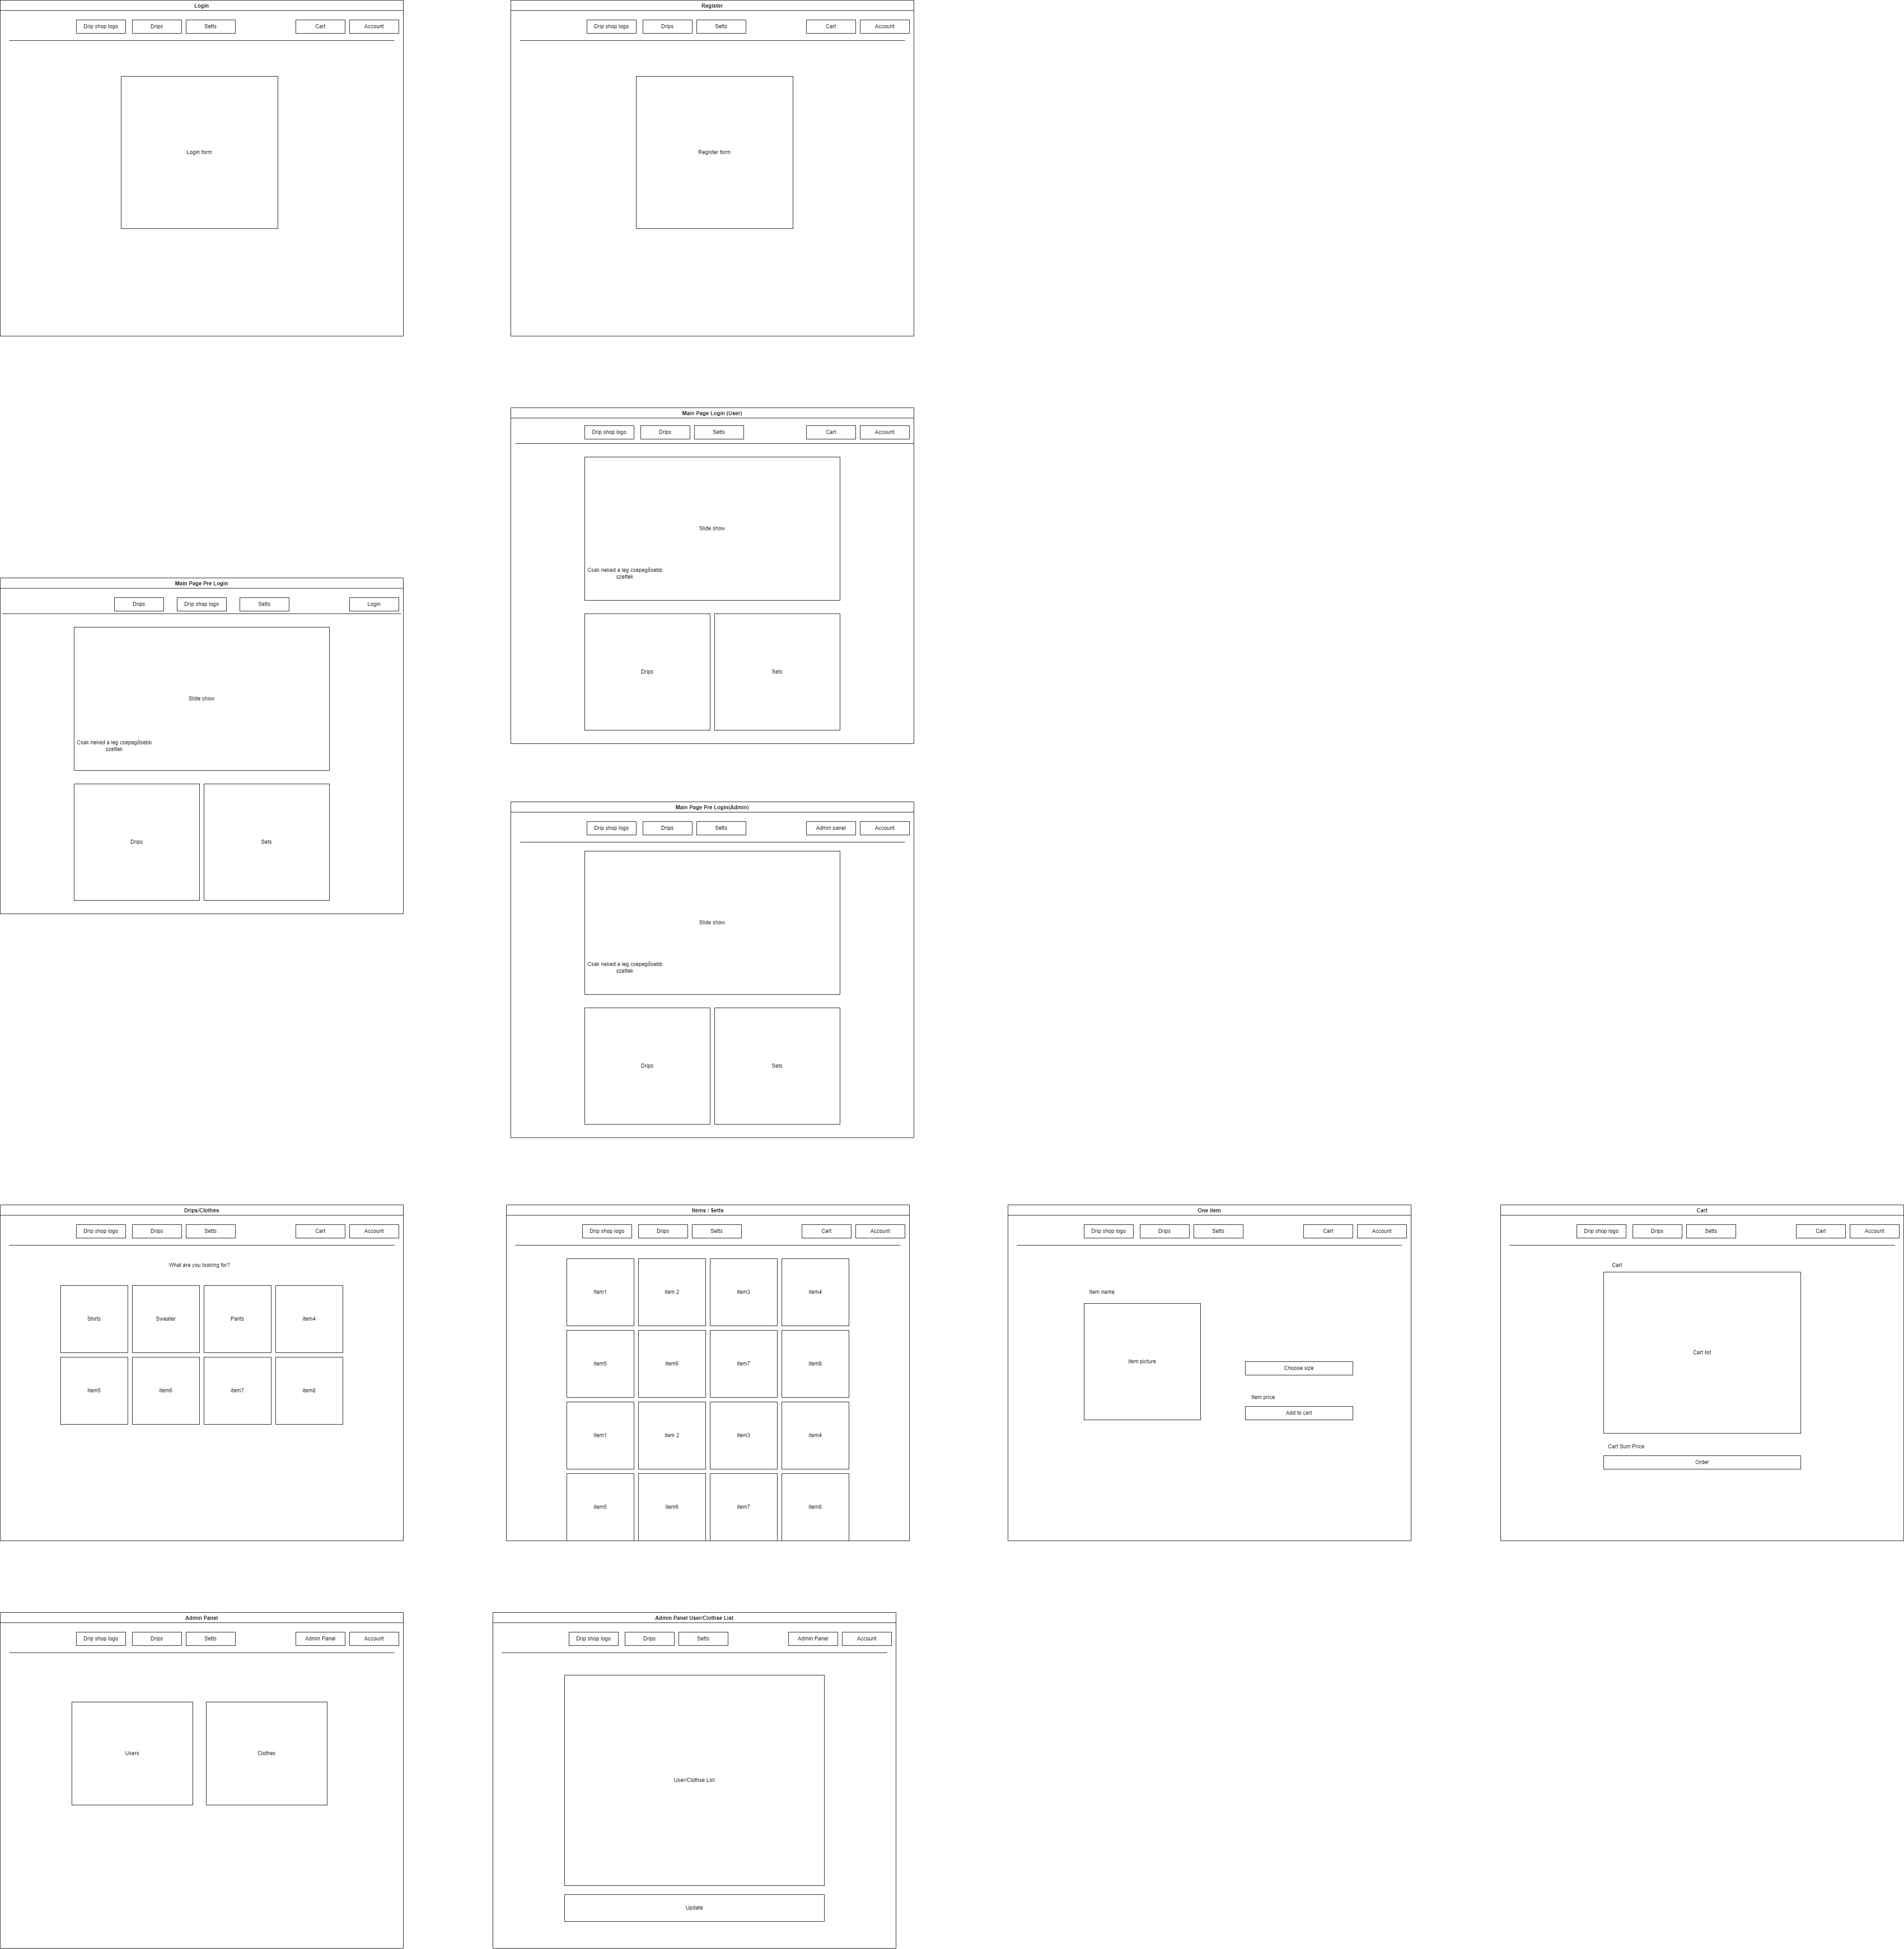 Login
Drip shop logo
Drips
Setts
Cart
Account
Login form
Register
Drip shop logo
Drips
Setts
Cart
Account
Register form
Main Page Login (User)
Drip shop logo
Drips
Setts
Cart
Account
Slide show
Csak neked a leg csepegősebb
szettek
Drips
Sets
Main Page Pre Login
Drips
Drip shop logo
Setts
Login
Slide show
Csak neked a leg csepegősebb
szettek
Drips
Sets
Main Page Pre Login(Admin)
Drip shop logo
Drips
Setts
Admin panel
Account
Slide show
Csak neked a leg csepegősebb
szettek
Drips
Sets
Drips/Clothes
Drip shop logo
Drips
Setts
Cart
Account
What are you looking for?
Shirts
Sweater
Pants
item4
item5
item6
item7
item8
Items / Setts
Drip shop logo
Drips
Setts
Cart
Account
Item1
item 2
item3
item4
item5
item6
item7
item8
Item1
item 2
item3
item4
item5
item6
item7
item8
One item
Drip shop logo
Drips
Setts
Cart
Account
Item name
item picture
Choose size
Item price
Add to cart
Cart
Drip shop logo
Drips
Setts
Cart
Account
Cart
Cart list
Cart Sum Price
Order
Admin Panel
Drip shop logo
Drips
Setts
Admin Panel
Account
Users
Clothes
Admin Panel User/Clothse List
Drip shop logo
Drips
Setts
Admin Panel
Account
User/Clothse List
Update